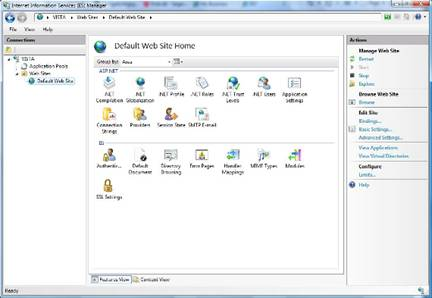 Internet Information Services (IIS) Manager
VISTA
Web Sites
Default Web Site
File View Help
Connections
VISTA
Application Pools
Web Sites
Default Web Site
Default Web Site Home
Group by: Area
ASP.NET
.NET Compilation
.NET Globalization
.NET Profile
.NET Roles
.NET Trust Levels
.NET Users
Application Settings
Connection Strings
Providers
Session State
SMTP E-mail
IIS
Authentic...
Default Document
Directory Browsing
Error Pages
Handler Mappings
MIME Types
Modules
SSL Settings
Features View
Content View
Actions
Manage Web Site
Restart
Start
Stop
Explore
Browse Web Site
Browse
Edit Site
Bindings...
Basic Settings...
Advanced Settings...
View Applications
View Virtual Directories
Configure
Limits...
Help
Ready